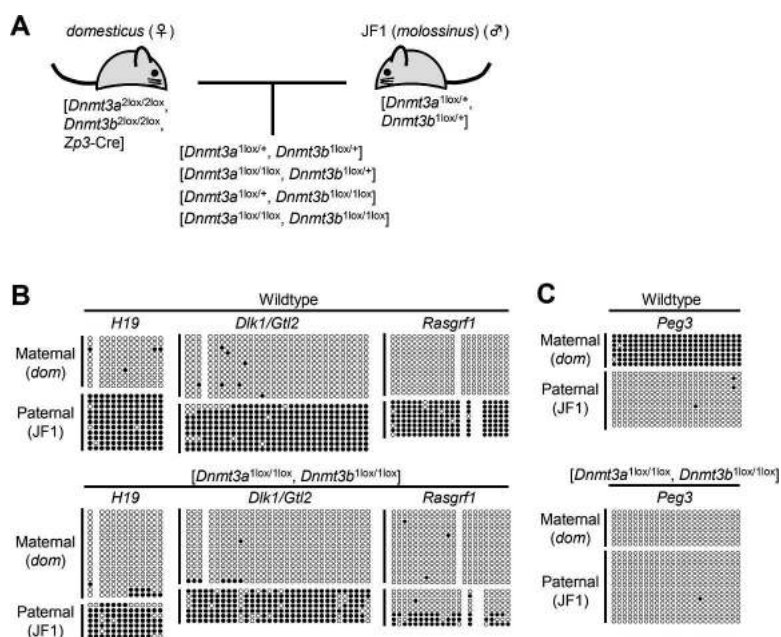 A
domesticus (♀)
JF1 (molossinus) (♂)
[Dnmt3a2lox/2lox,
Dnmt3b2lox/2lox,
Zp3-Cre]
[Dnmt3a1lox/+,
Dnmt3b1lox/+]
[Dnmt3a1lox/+, Dnmt3b1lox/+]
[Dnmt3a1lox/1lox, Dnmt3b1lox/+]
[Dnmt3a1lox/+, Dnmt3b1lox/1lox]
[Dnmt3a1lox/1lox, Dnmt3b1lox/1lox]
B
Wildtype
H19 Dlk1/Gtl2 Rasgrf1
Maternal
(dom)
Paternal
(JF1)
[Dnmt3a1lox/1lox, Dnmt3b1lox/1lox]
H19 Dlk1/Gtl2 Rasgrf1
Maternal
(dom)
Paternal
(JF1)
C
Wildtype
Peg3
Maternal
(dom)
Paternal
(JF1)
[Dnmt3a1lox/1lox, Dnmt3b1lox/1lox]
Peg3
Maternal
(dom)
Paternal
(JF1)